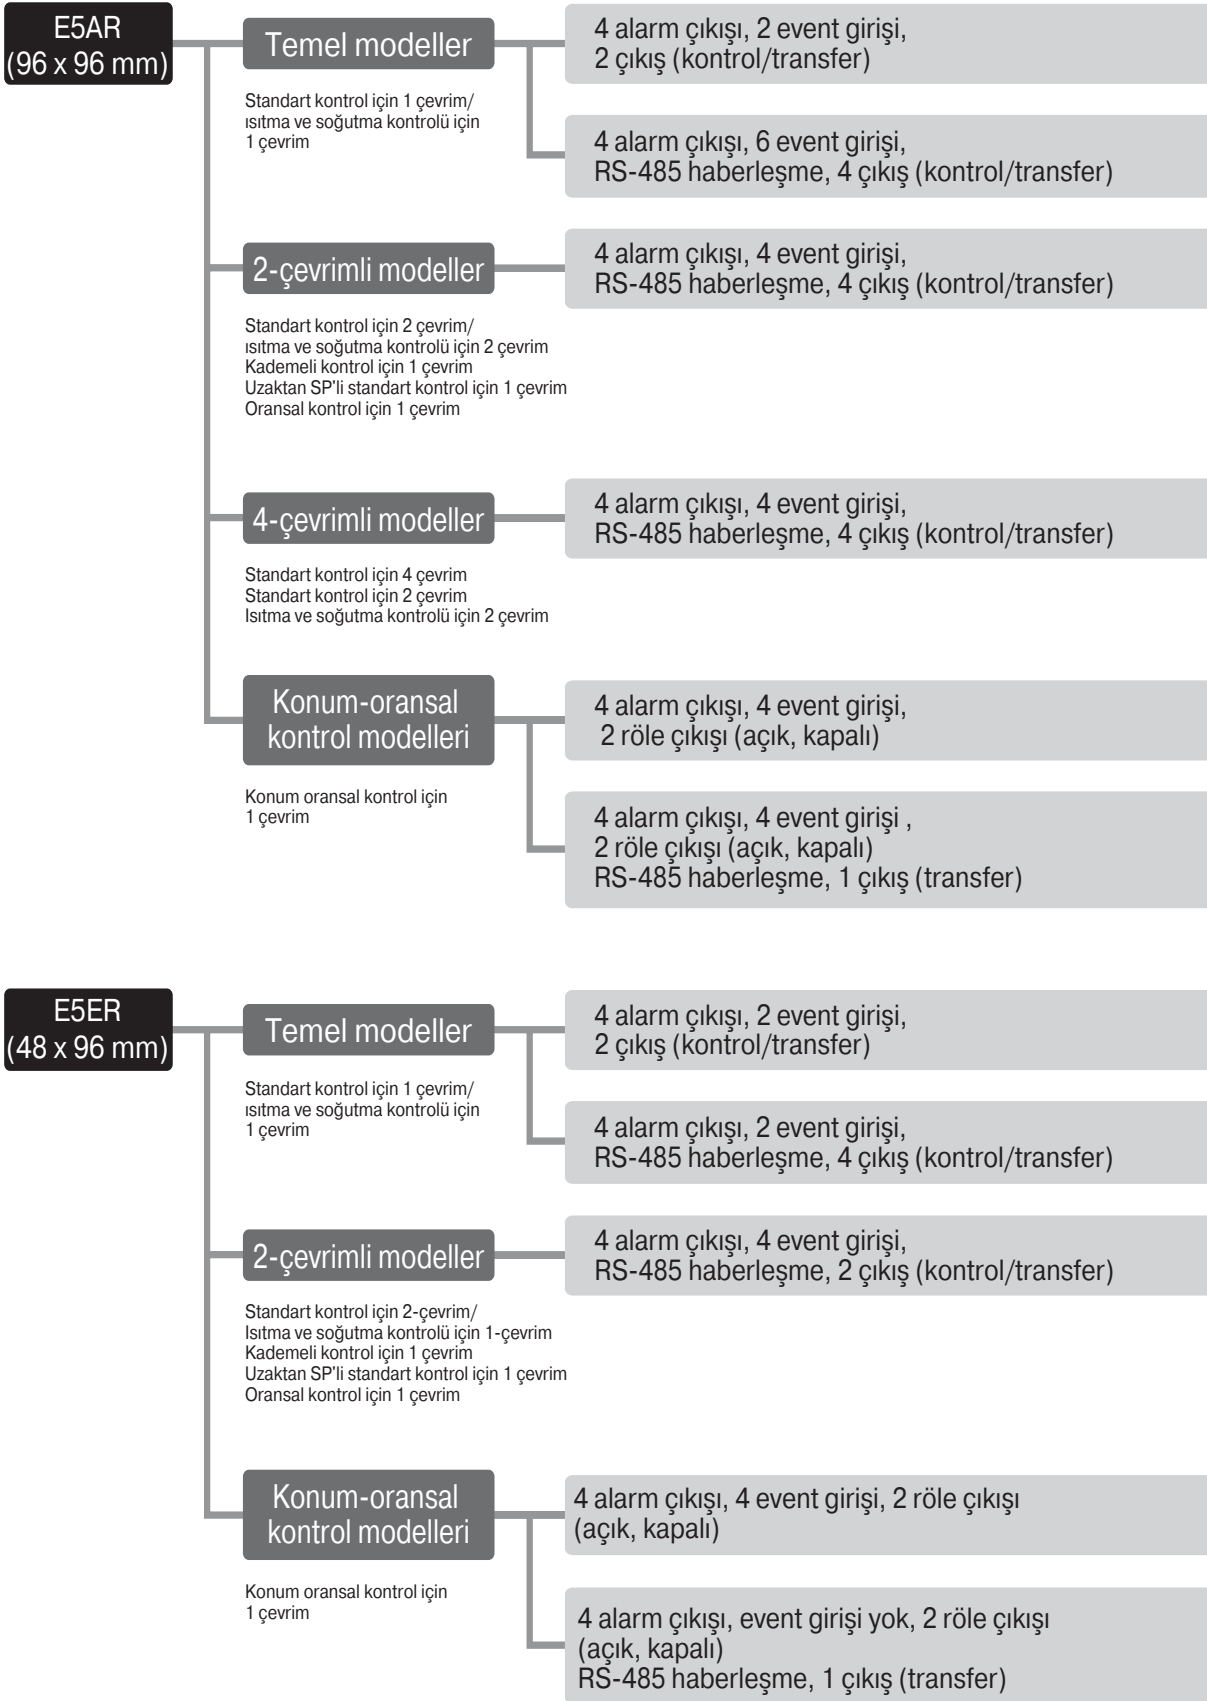 E5AR
(96 x 96 mm)
Temel modeller
Standart kontrol için 1 çevrim/
ısıtma ve soğutma kontrolü için
1 çevrim
4 alarm çıkışı, 2 event girişi,
2 çıkış (kontrol/transfer)
4 alarm çıkışı, 6 event girişi,
RS-485 haberleşme, 4 çıkış (kontrol/transfer)
2-çevrimli modeller
Standart kontrol için 2 çevrim/
ısıtma ve soğutma kontrolü için 2 çevrim
Kademeli kontrol için 1 çevrim
Uzaktan SP'li standart kontrol için 1 çevrim
Oransal kontrol için 1 çevrim
4 alarm çıkışı, 4 event girişi,
RS-485 haberleşme, 4 çıkış (kontrol/transfer)
4-çevrimli modeller
Standart kontrol için 4 çevrim
Standart kontrol için 2 çevrim
Isıtma ve soğutma kontrolü için 2 çevrim
4 alarm çıkışı, 4 event girişi,
RS-485 haberleşme, 4 çıkış (kontrol/transfer)
Konum-oransal
kontrol modelleri
Konum oransal kontrol için
1 çevrim
4 alarm çıkışı, 4 event girişi,
2 röle çıkışı (açık, kapalı)
4 alarm çıkışı, 4 event girişi ,
2 röle çıkışı (açık, kapalı)
RS-485 haberleşme, 1 çıkış (transfer)
E5ER
(48 x 96 mm)
Temel modeller
Standart kontrol için 1 çevrim/
ısıtma ve soğutma kontrolü için
1 çevrim
4 alarm çıkışı, 2 event girişi,
2 çıkış (kontrol/transfer)
4 alarm çıkışı, 2 event girişi,
RS-485 haberleşme, 4 çıkış (kontrol/transfer)
2-çevrimli modeller
Standart kontrol için 2-çevrim/
Isıtma ve soğutma kontrolü için 1-çevrim
Kademeli kontrol için 1 çevrim
Uzaktan SP'li standart kontrol için 1 çevrim
Oransal kontrol için 1 çevrim
4 alarm çıkışı, 4 event girişi,
RS-485 haberleşme, 2 çıkış (kontrol/transfer)
Konum-oransal
kontrol modelleri
Konum oransal kontrol için
1 çevrim
4 alarm çıkışı, 4 event girişi, 2 röle çıkışı
(açık, kapalı)
4 alarm çıkışı, event girişi yok, 2 röle çıkışı
(açık, kapalı)
RS-485 haberleşme, 1 çıkış (transfer)